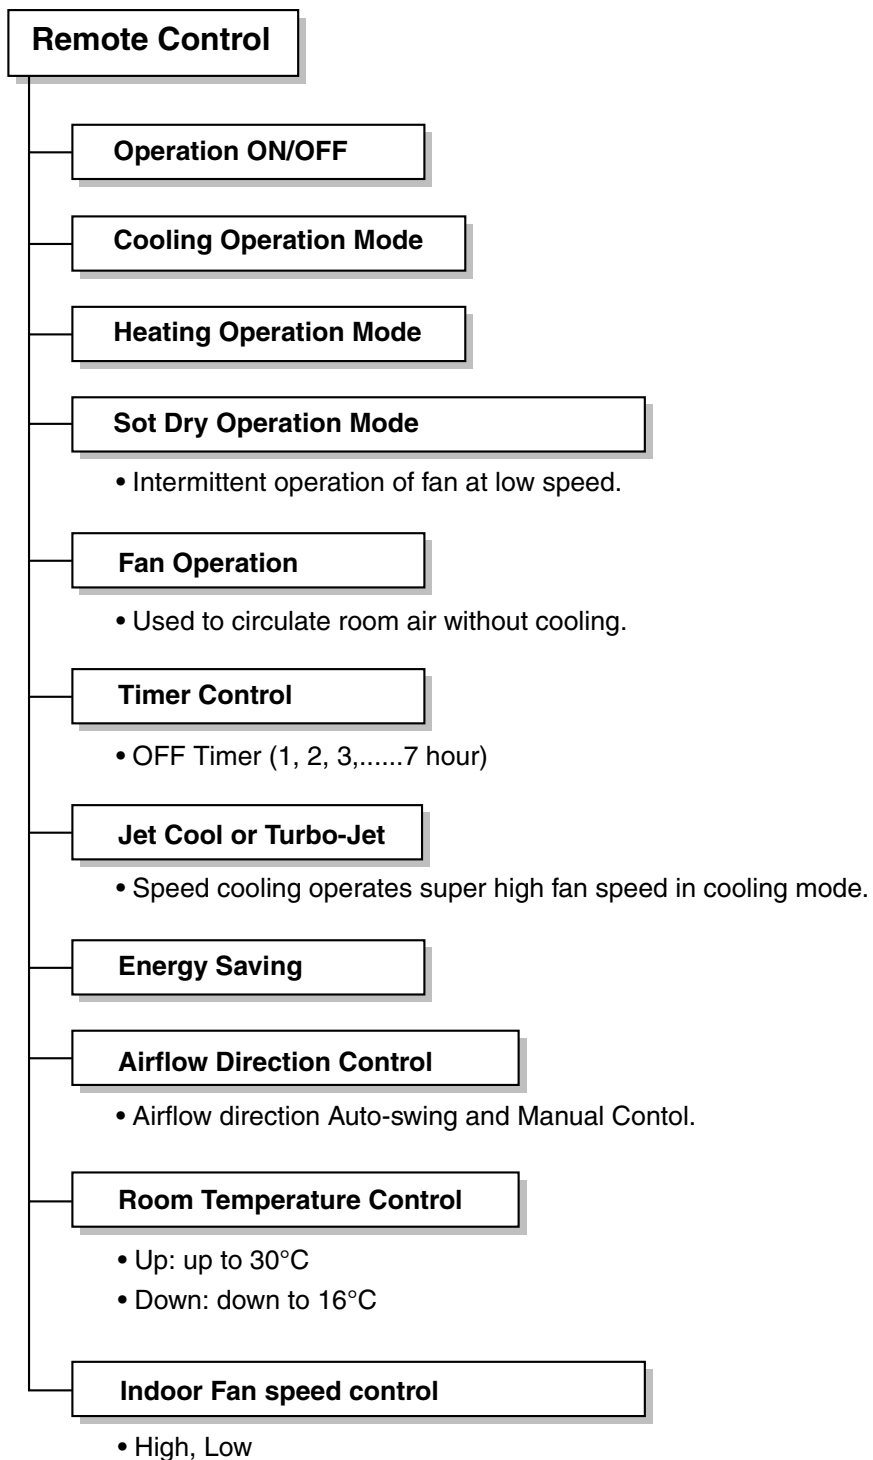 Remote Control
Operation ON/OFF
Cooling Operation Mode
Heating Operation Mode
Sot Dry Operation Mode
• Intermittent operation of fan at low speed.
Fan Operation
• Used to circulate room air without cooling.
Timer Control
• OFF Timer (1, 2, 3,......7 hour)
Jet Cool or Turbo-Jet
• Speed cooling operates super high fan speed in cooling mode.
Energy Saving
Airflow Direction Control
• Airflow direction Auto-swing and Manual Contol.
Room Temperature Control
• Up: up to 30°C
• Down: down to 16°C
Indoor Fan speed control
• High, Low